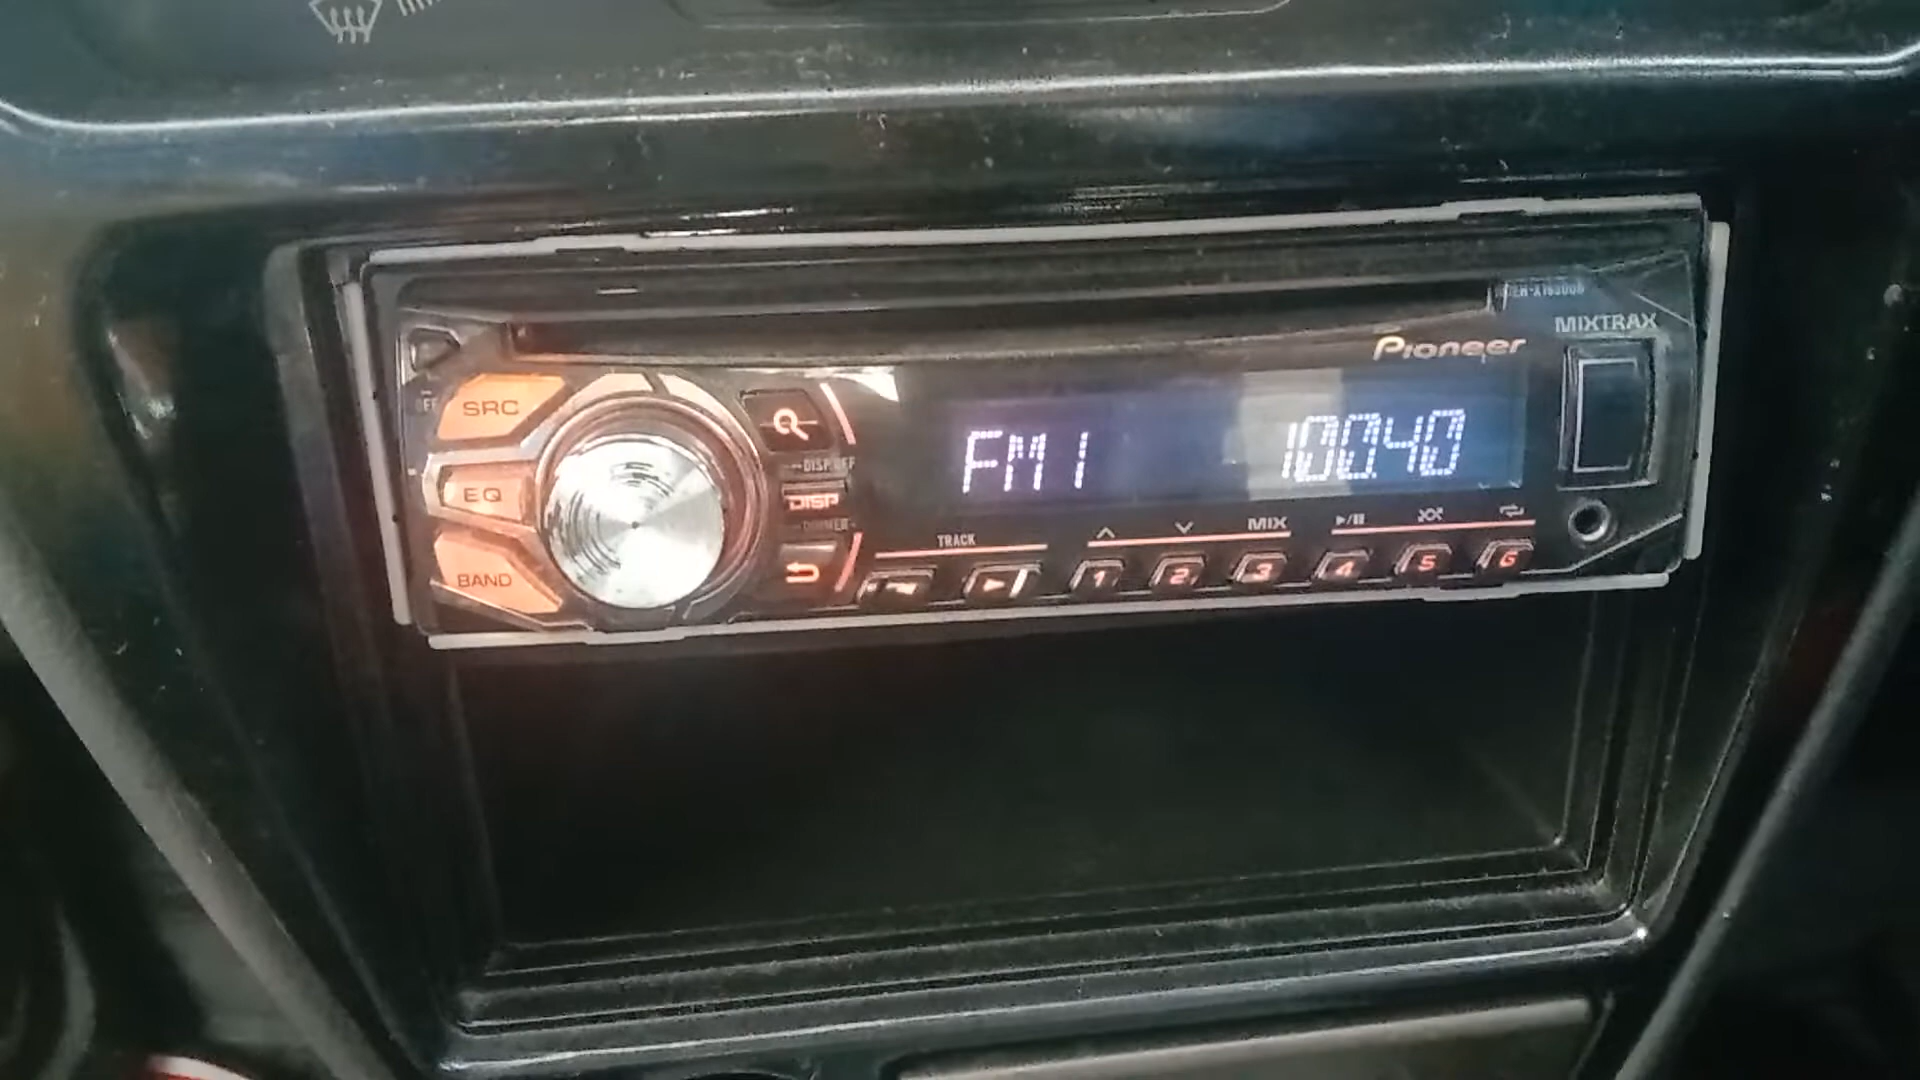 MIXTRAX
Pioneer
SRC
OFF
FM1
100.40
DISP OFF
EQ
DISP
DIMMER
TRACK
MIX
BAND
1
2
3
4
5
6